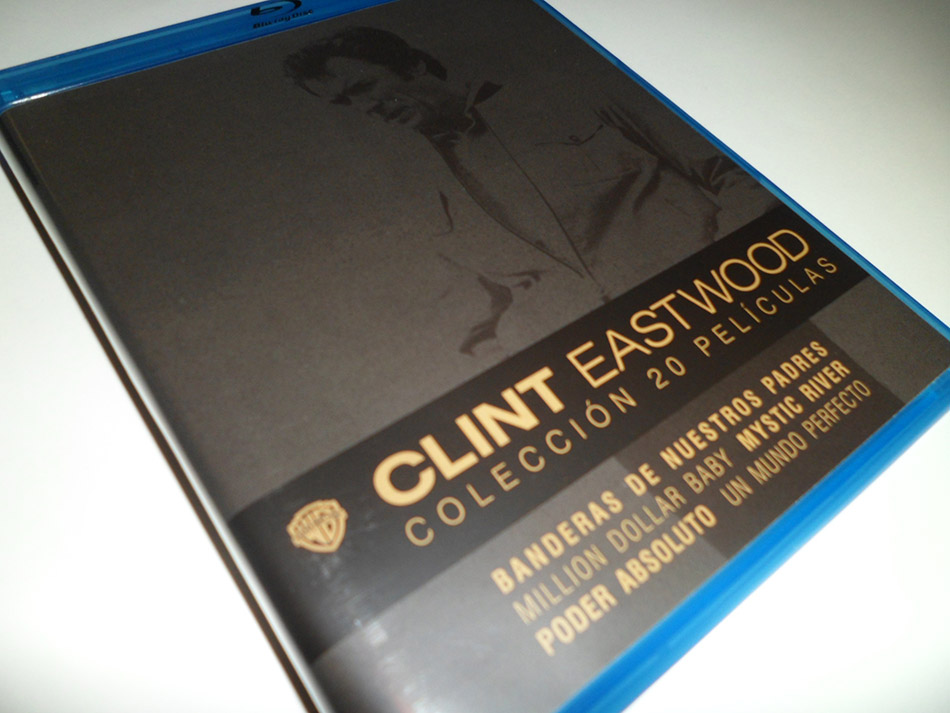 Blu-ray Disc
CLINT EASTWOOD
COLECCIÓN 20 PELÍCULAS
BANDERAS DE NUESTROS PADRES
MILLION DOLLAR BABY MYSTIC RIVER
PODER ABSOLUTO UN MUNDO PERFECTO
WB